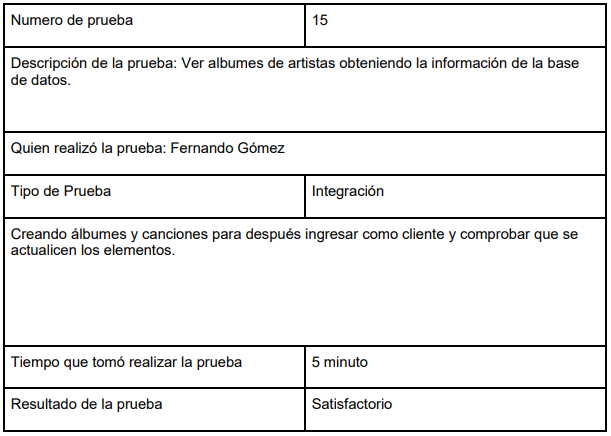 Numero de prueba 15
Descripción de la prueba: Ver albumes de artistas obteniendo la información de la base
de datos.
Quien realizó la prueba: Fernando Gómez
Tipo de Prueba Integración
Creando álbumes y canciones para después ingresar como cliente y comprobar que se
actualicen los elementos.
Tiempo que tomó realizar la prueba 5 minuto
Resultado de la prueba Satisfactorio